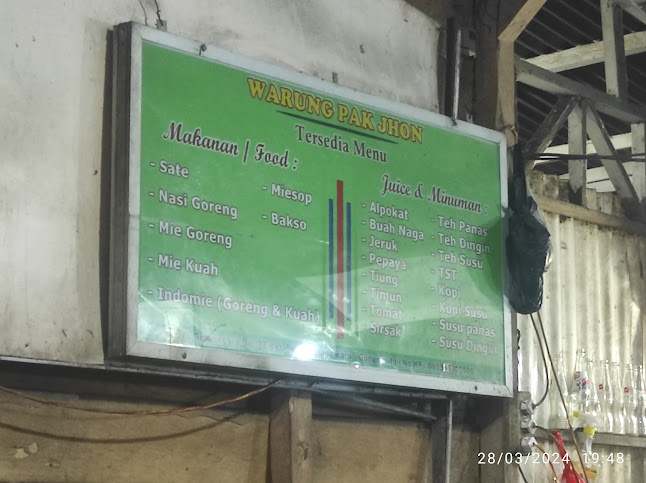 WARUNG PAK JHON
Tersedia Menu
Makanan / Food :
- Sate
- Nasi Goreng
- Mie Goreng
- Mie Kuah
- Indomie (Goreng & Kuah)
- Miesop
- Bakso
Juice & Minuman :
- Alpokat
- Buah Naga
- Jeruk
- Pepaya
- Tiung
- Timun
- Tomat
- Sirsak
- Teh Panas
- Teh Dingin
- Teh Susu
- TST
- Kopi
- Kopi Susu
- Susu panas
- Susu Dingin
28/03/2024 19:48